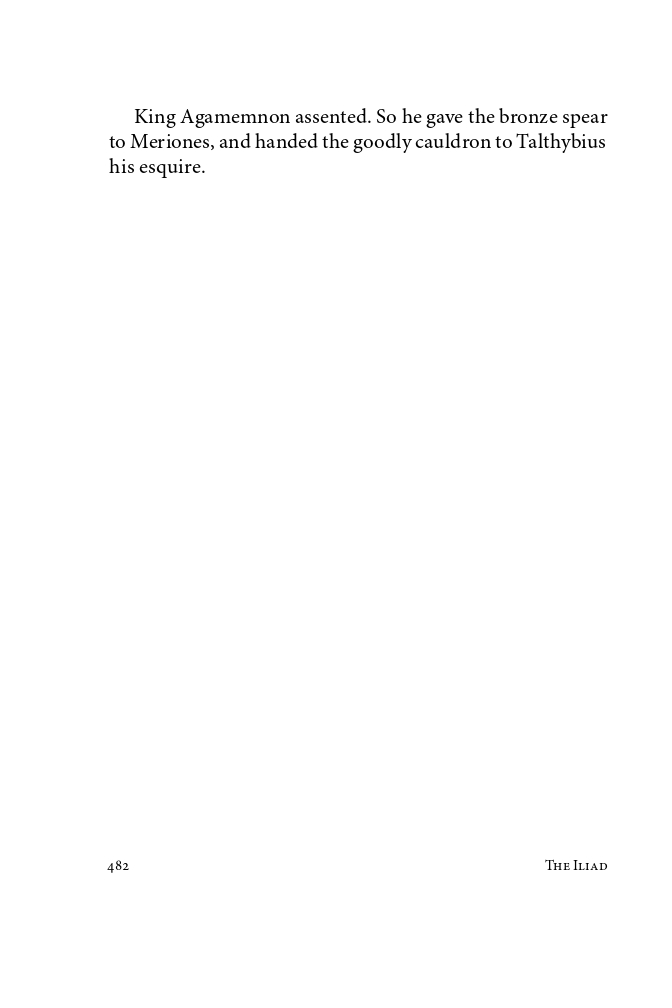 King Agamemnon assented. So he gave the bronze spear
to Meriones, and handed the goodly cauldron to Talthybius
his esquire.
482 The Iliad